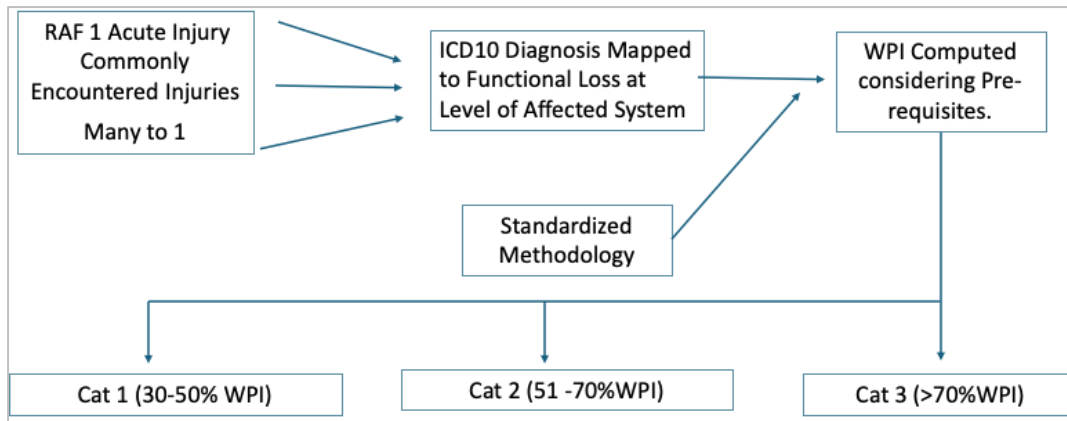 RAF 1 Acute Injury
Commonly
Encountered Injuries
Many to 1
ICD10 Diagnosis Mapped
to Functional Loss at
Level of Affected System
WPI Computed
considering Pre-
requisites.
Standardized
Methodology
Cat 1 (30-50% WPI)
Cat 2 (51 -70%WPI)
Cat 3 (>70%WPI)